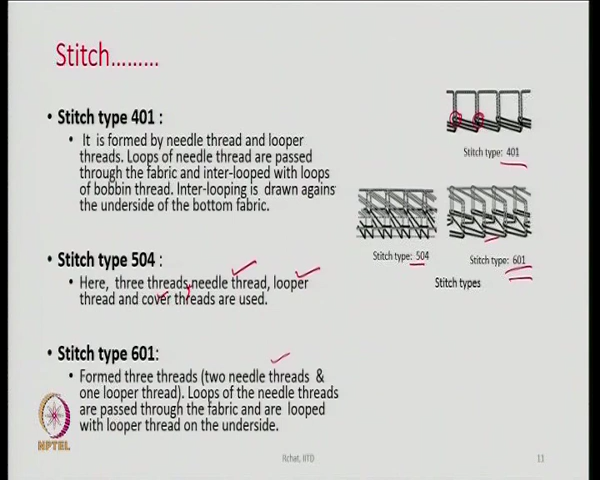 Stitch.........
• Stitch type 401 :
• It is formed by needle thread and looper
threads. Loops of needle thread are passed
through the fabric and inter-looped with loops
of bobbin thread. Inter-looping is drawn agains
the underside of the bottom fabric.
• Stitch type 504 :
• Here, three threads needle thread, looper
thread and cover threads are used.
• Stitch type 601:
• Formed three threads (two needle threads &
one looper thread). Loops of the needle threads
are passed through the fabric and are looped
with looper thread on the underside.
Stitch type: 401
Stitch type: 504
Stitch type: 601
Stitch types
NPTEL
Rchat, IITD
11